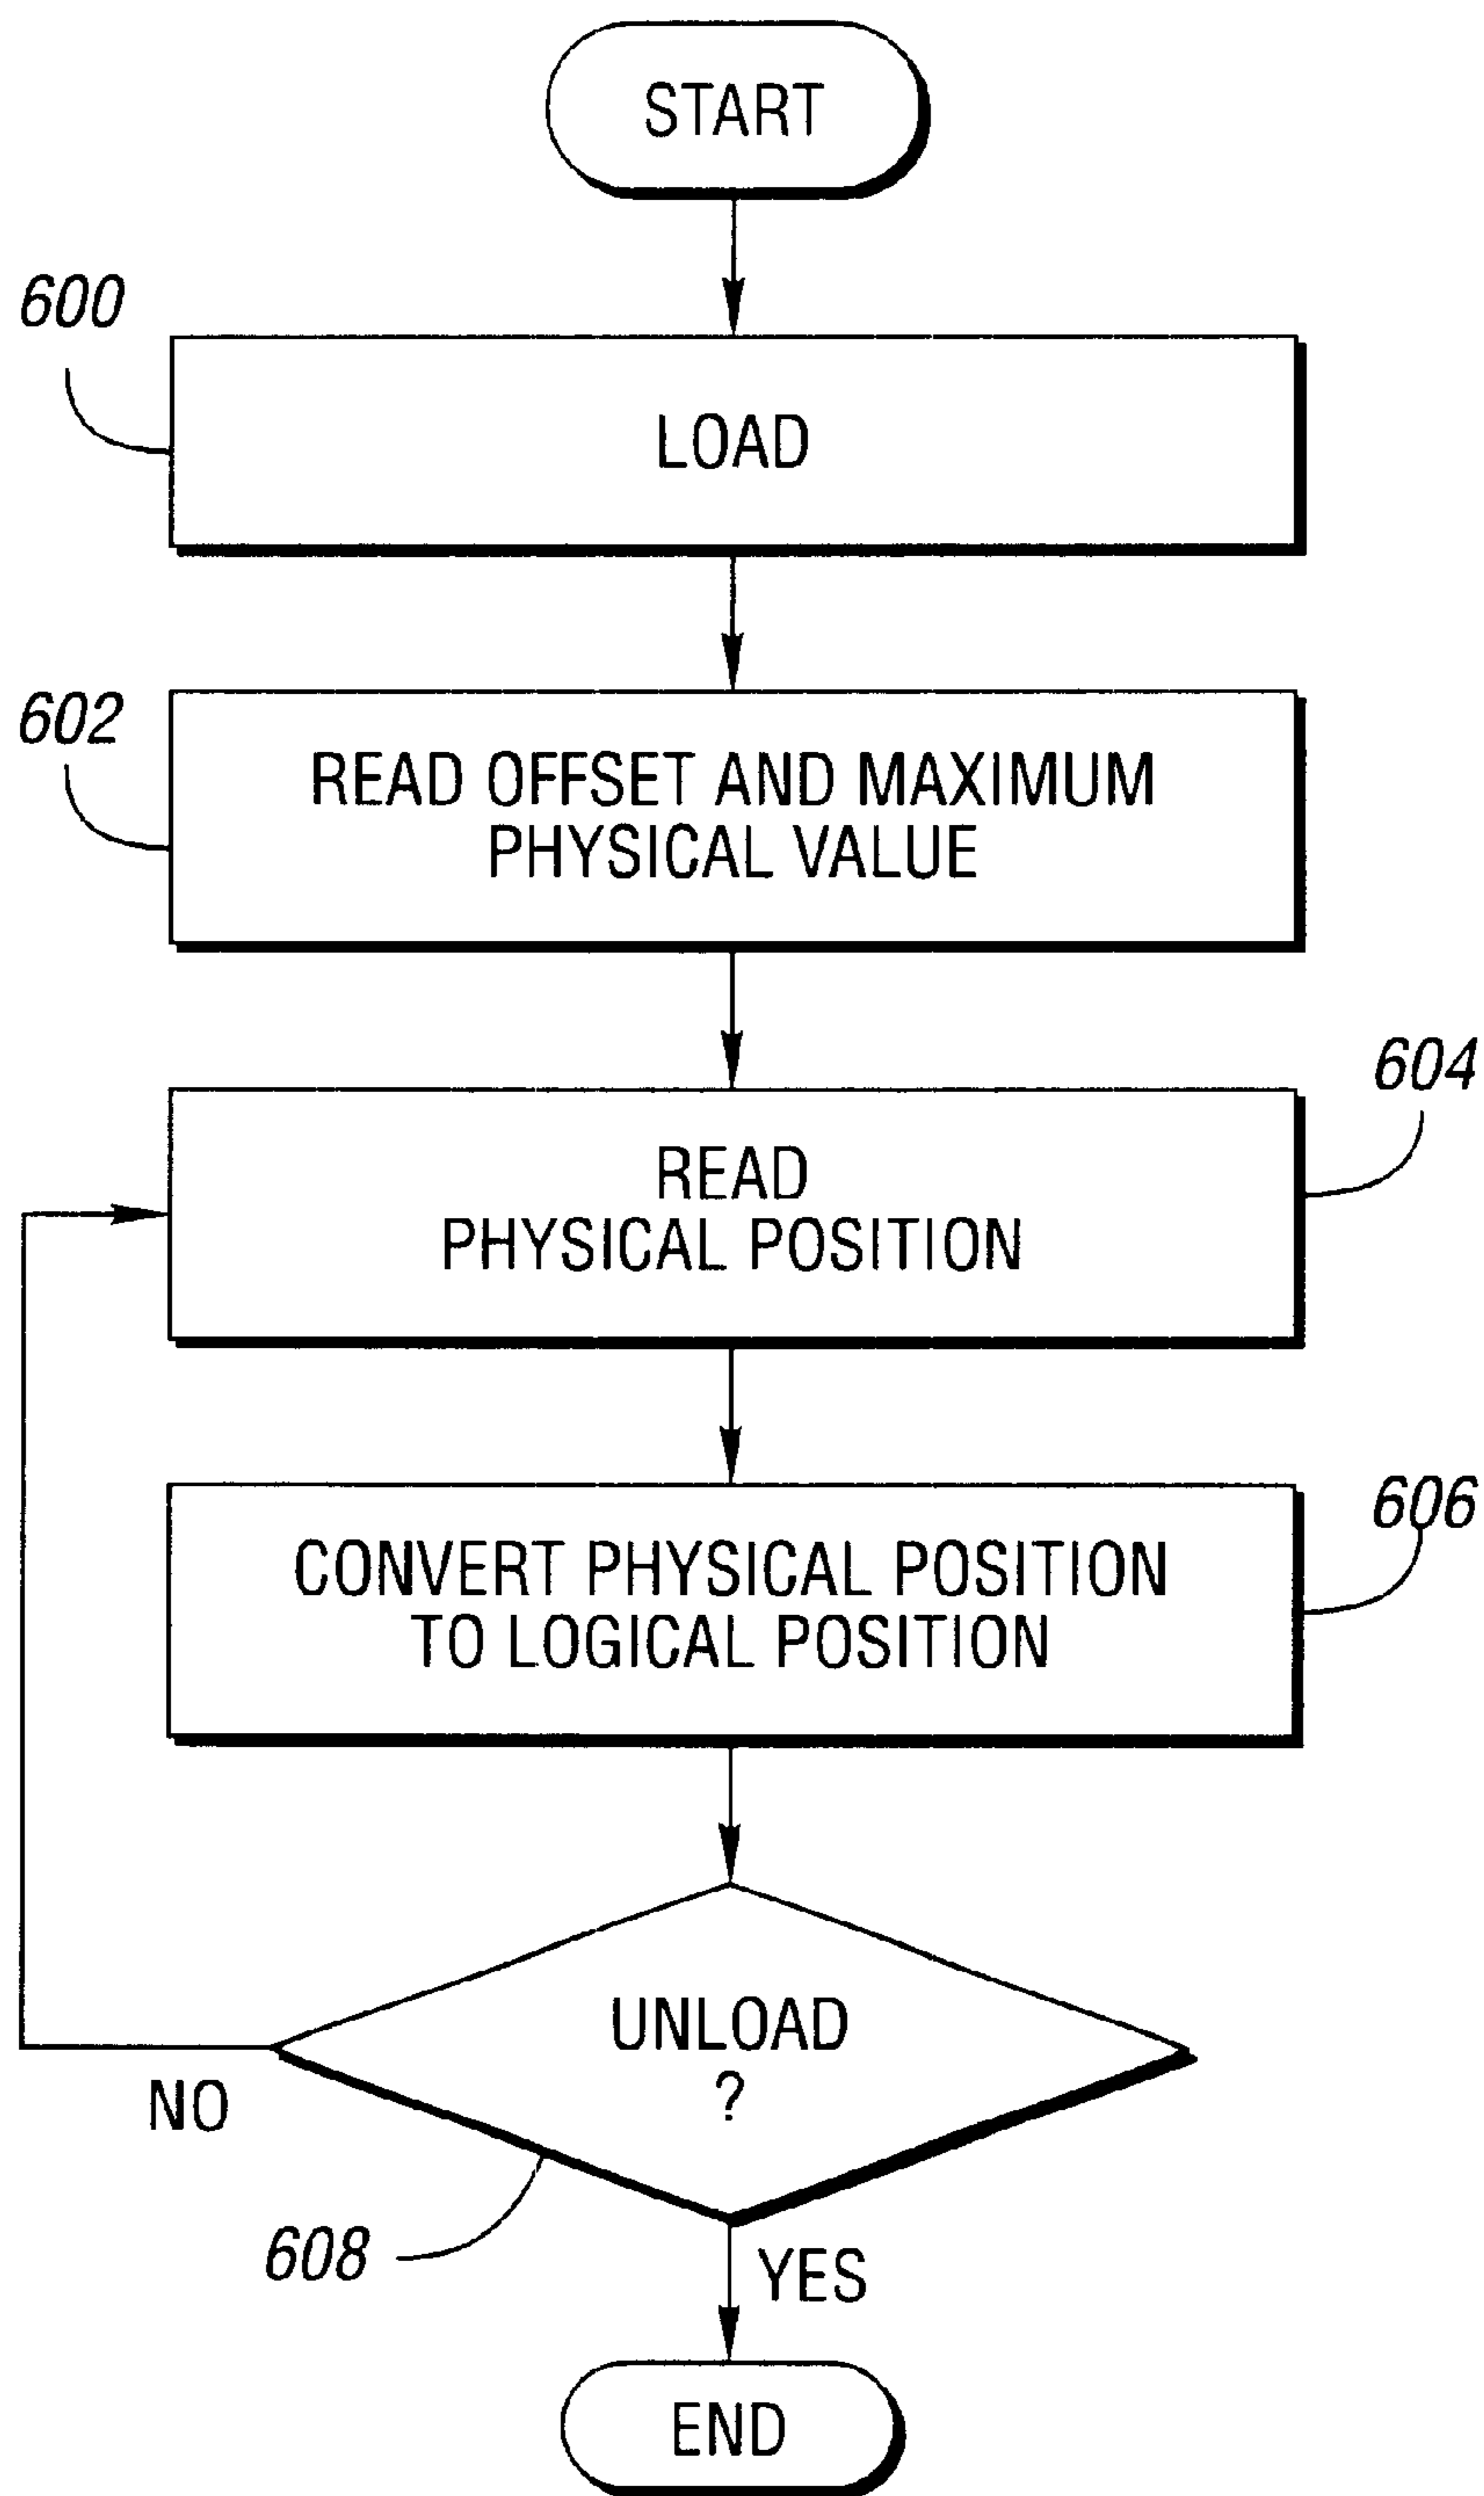 START
600
LOAD
602
READ OFFSET AND MAXIMUM
PHYSICAL VALUE
604
READ
PHYSICAL POSITION
606
CONVERT PHYSICAL POSITION
TO LOGICAL POSITION
UNLOAD
?
NO
608
YES
END